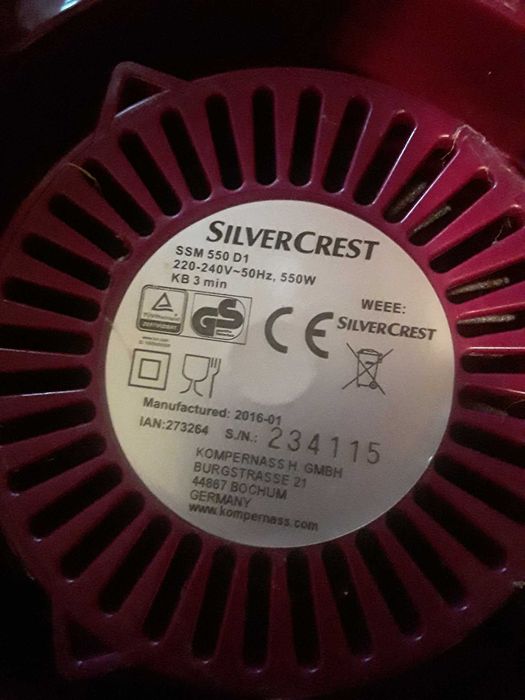 SILVERCREST
SSM 550 D1
220-240V~50Hz, 550W
KB 3 min
WEEE:
SILVERCREST
GS
CE
Manufactured: 2016-01
IAN:273264 S./N.: 234115
KOMPERNASS H. GMBH
BURGSTRASSE 21
44867 BOCHUM
GERMANY
www.kompernass.com